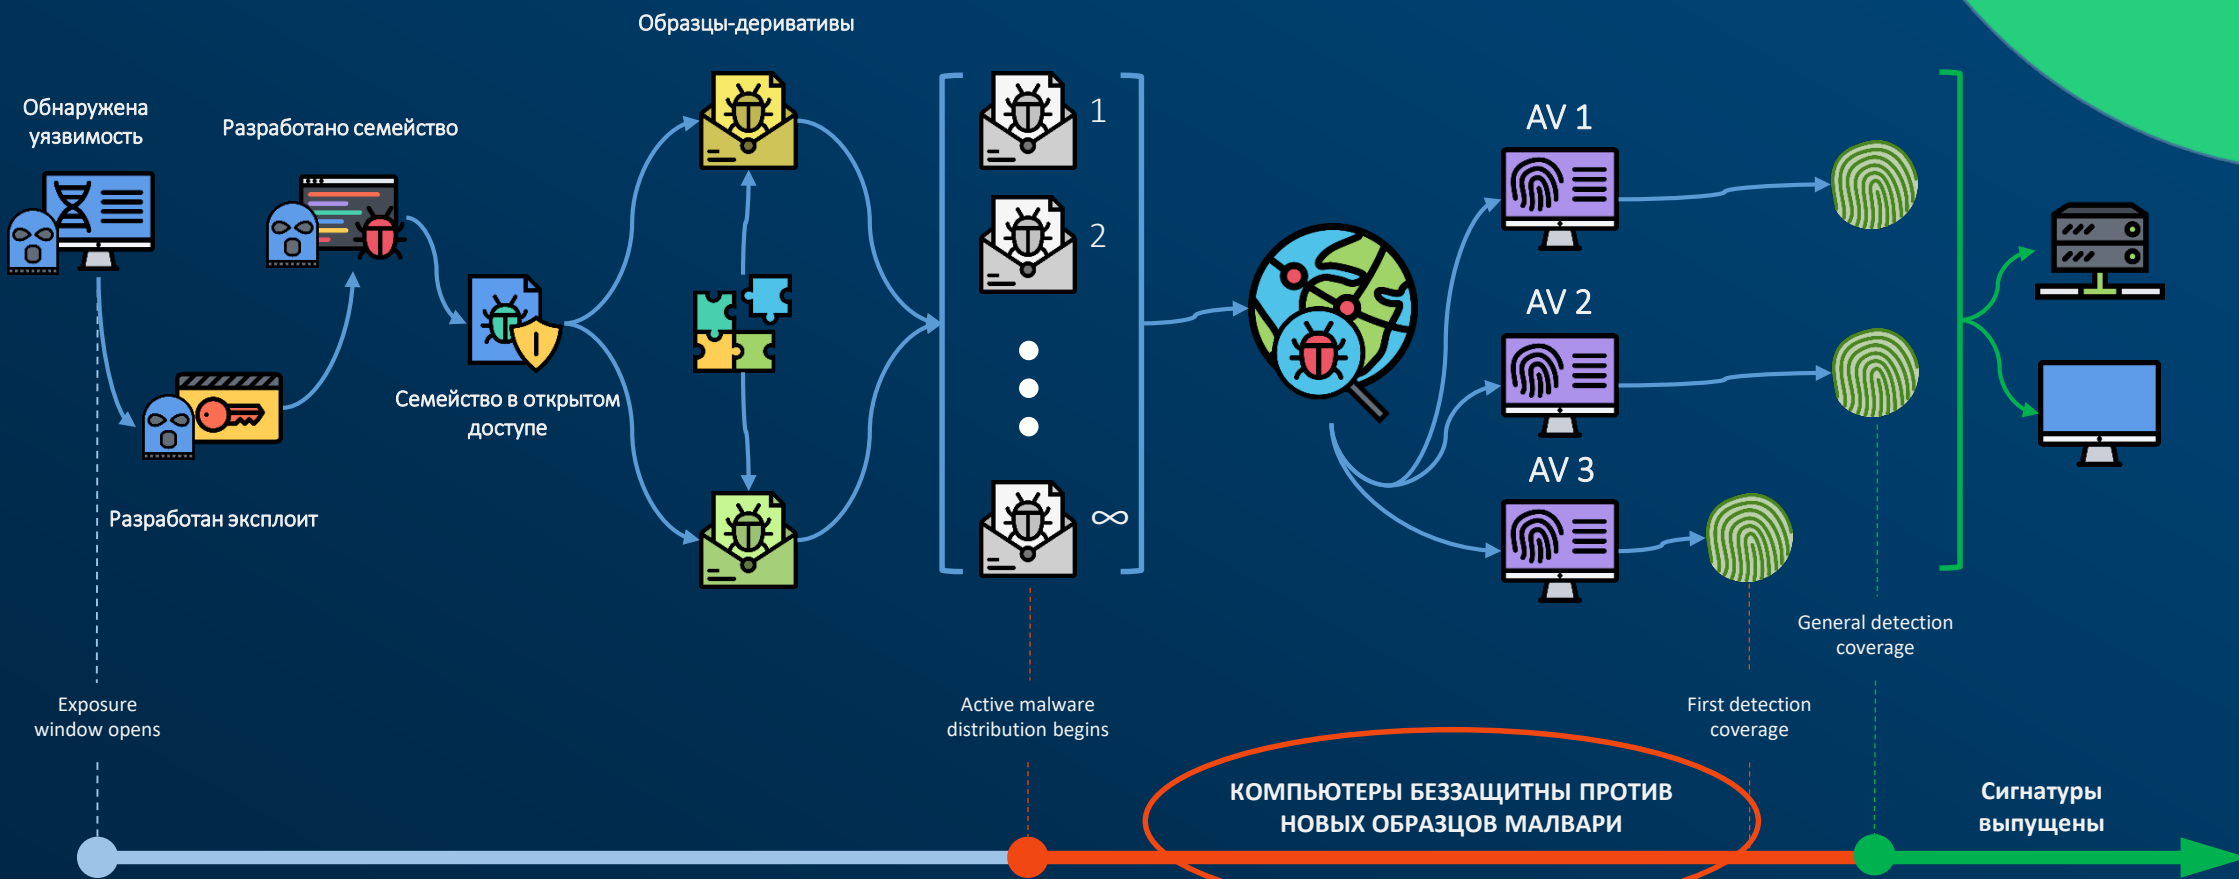 Образцы-деривативы
Обнаружена
уязвимость
Разработано семейство
1
2
∞
AV 1
AV 2
AV 3
Семейство в открытом
доступе
Разработан эксплоит
General detection
coverage
Exposure
window opens
Active malware
distribution begins
First detection
coverage
КОМПЬЮТЕРЫ БЕЗЗАЩИТНЫ ПРОТИВ
НОВЫХ ОБРАЗЦОВ МАЛВАРИ
Сигнатуры
выпущены